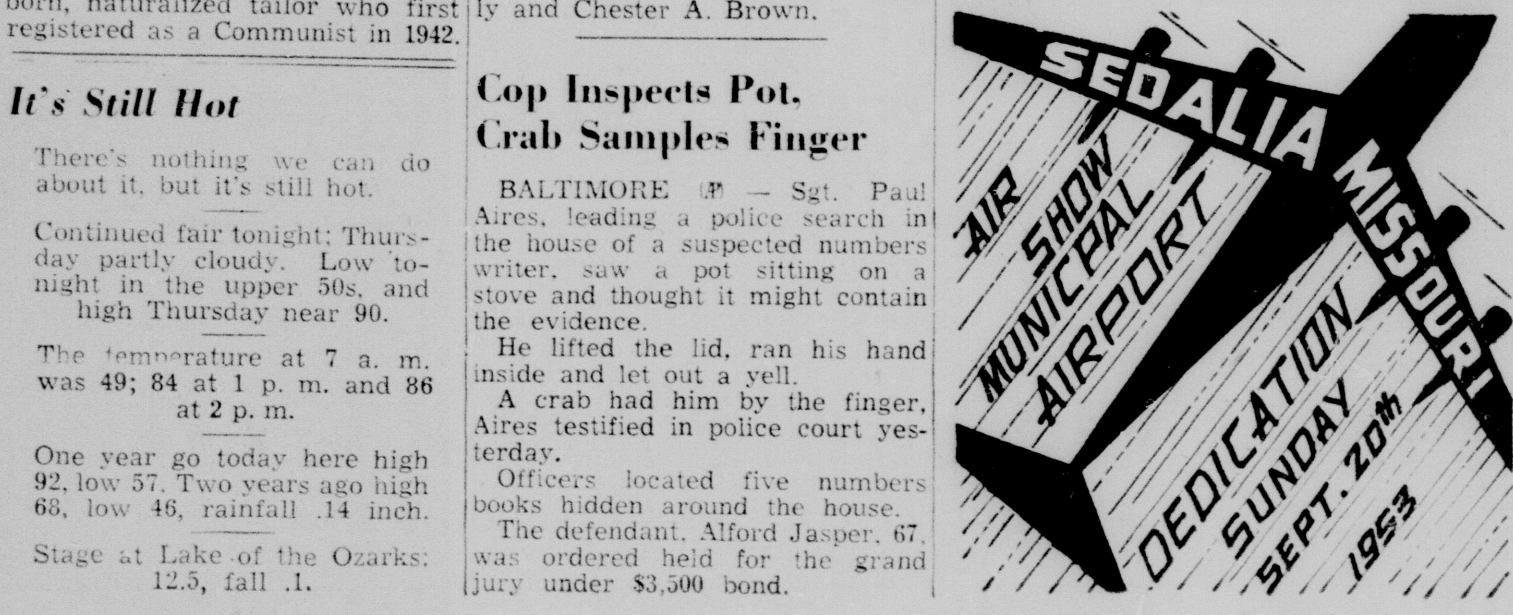 born, naturalized tailor who first
registered as a Communist in 1942.
It's Still Hot
There's nothing we can do
about it, but it's still hot.
Continued fair tonight; Thurs-
day partly cloudy. Low to-
night in the upper 50s, and
high Thursday near 90.
The temperature at 7 a. m.
was 49; 84 at 1 p. m. and 86
at 2 p. m.
One year go today here high
92, low 57. Two years ago high
68, low 46, rainfall .14 inch.
Stage at Lake of the Ozarks:
12.5, fall .1.
ly and Chester A. Brown.
Cop Inspects Pot,
Crab Samples Finger
BALTIMORE (AP) — Sgt. Paul
Aires, leading a police search in
the house of a suspected numbers
writer, saw a pot sitting on a
stove and thought it might contain
the evidence.
He lifted the lid, ran his hand
inside and let out a yell.
A crab had him by the finger,
Aires testified in police court yes-
terday.
Officers located five numbers
books hidden around the house.
The defendant, Alford Jasper, 67,
was ordered held for the grand
jury under $3,500 bond.
SEDALIA
MISSOURI
AIR
SHOW
MUNICPAL
AIRPORT
DEDICATION
SUNDAY
SEPT. 20th
1953